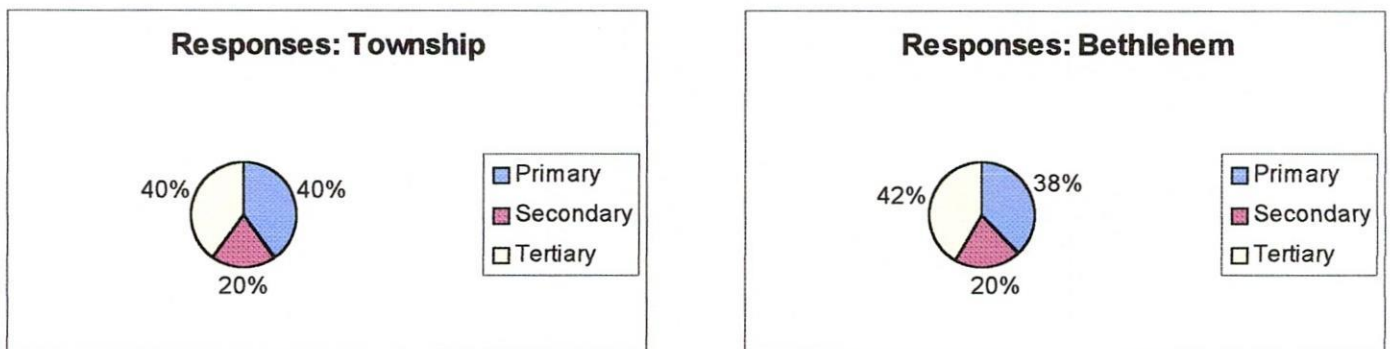 Responses: Township
40%
40%
20%
Primary
Secondary
Tertiary
Responses: Bethlehem
42%
38%
20%
Primary
Secondary
Tertiary